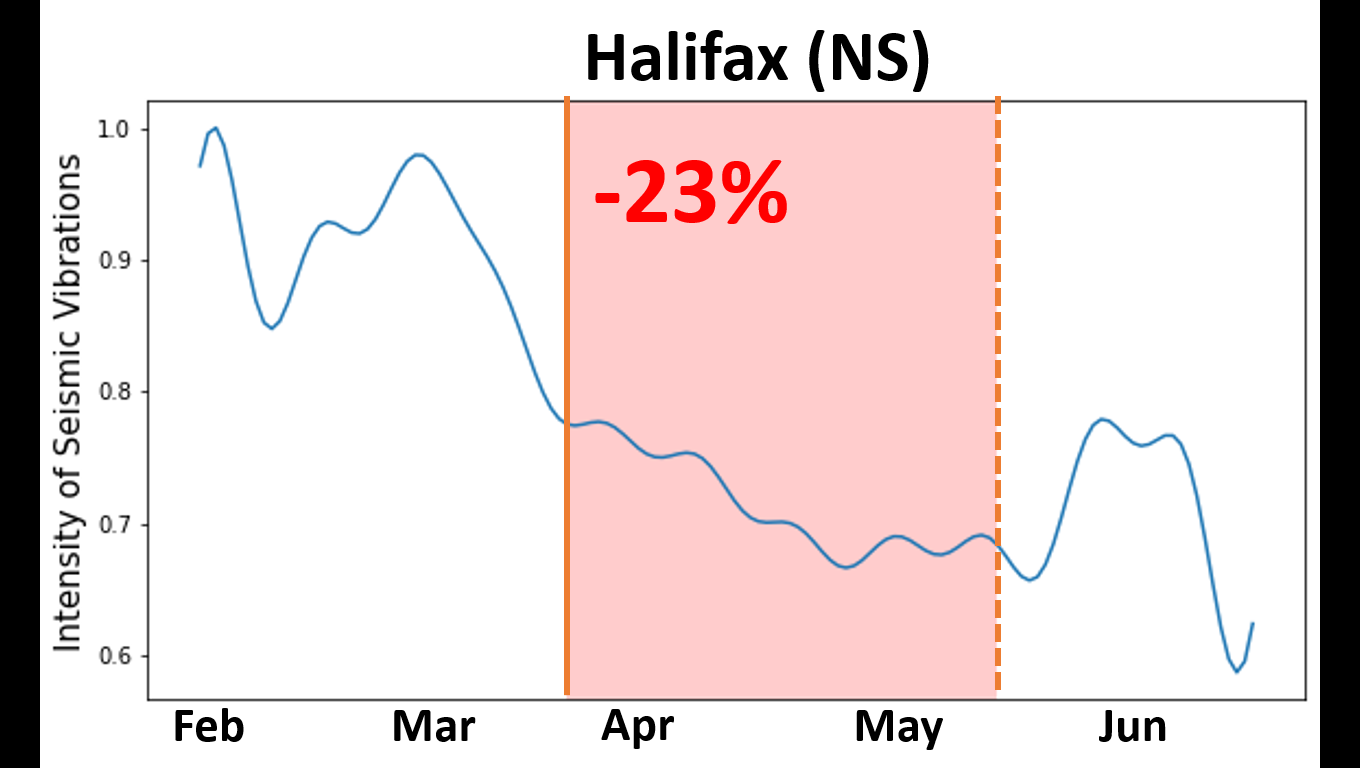 Halifax (NS)
-23%
Intensity of Seismic Vibrations
1.0
0.9
0.8
0.7
0.6
Feb Mar Apr May Jun